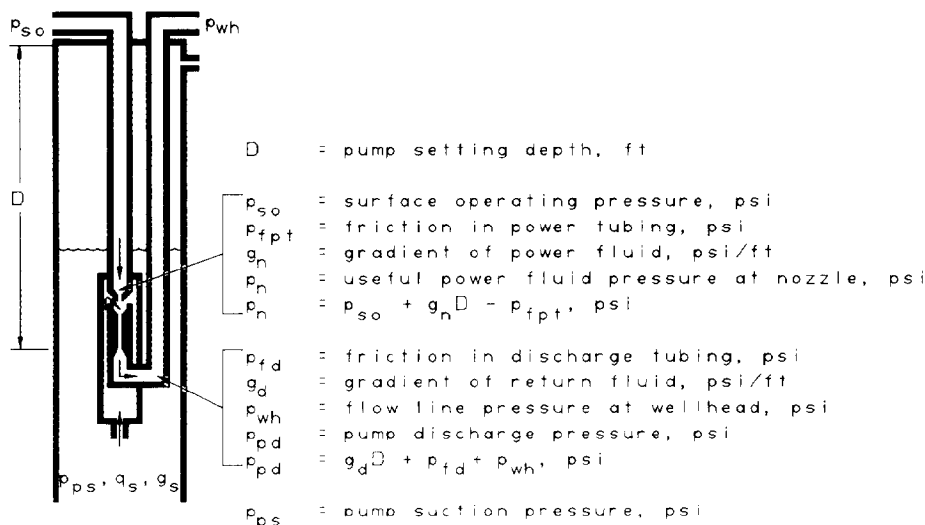 p_so
p_wh
D
D = pump setting depth, ft
p_so = surface operating pressure, psi
p_fpt = friction in power tubing, psi
g_n = gradient of power fluid, psi/ft
p_n = useful power fluid pressure at nozzle, psi
p_n = p_so + g_n D - p_fpt, psi
p_fd = friction in discharge tubing, psi
g_d = gradient of return fluid, psi/ft
p_wh = flow line pressure at wellhead, psi
p_pd = pump discharge pressure, psi
p_pd = g_d D + p_fd + p_wh, psi
p_ps, q_s, g_s
p_ps = pump suction pressure, psi